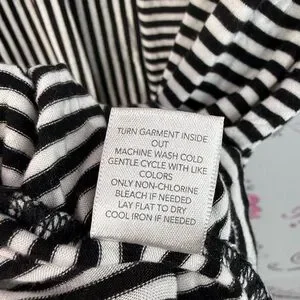 TURN GARMENT INSIDE
OUT
MACHINE WASH COLD
GENTLE CYCLE WITH LIKE
COLORS
ONLY NON-CHLORINE
BLEACH IF NEEDED
LAY FLAT TO DRY
COOL IRON IF NEEDED